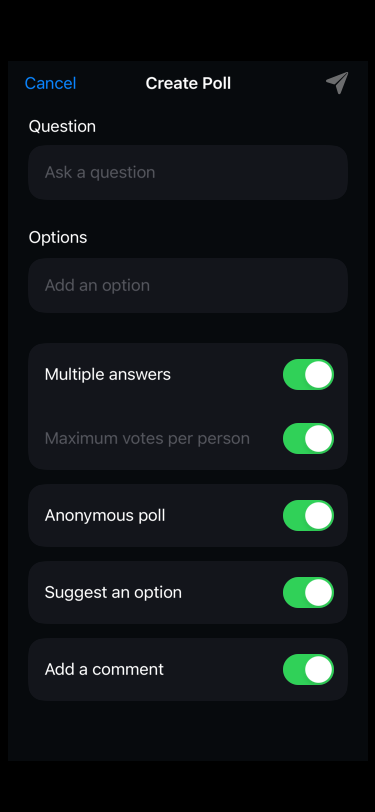 Cancel
Create Poll
Question
Ask a question
Options
Add an option
Multiple answers
Maximum votes per person
Anonymous poll
Suggest an option
Add a comment